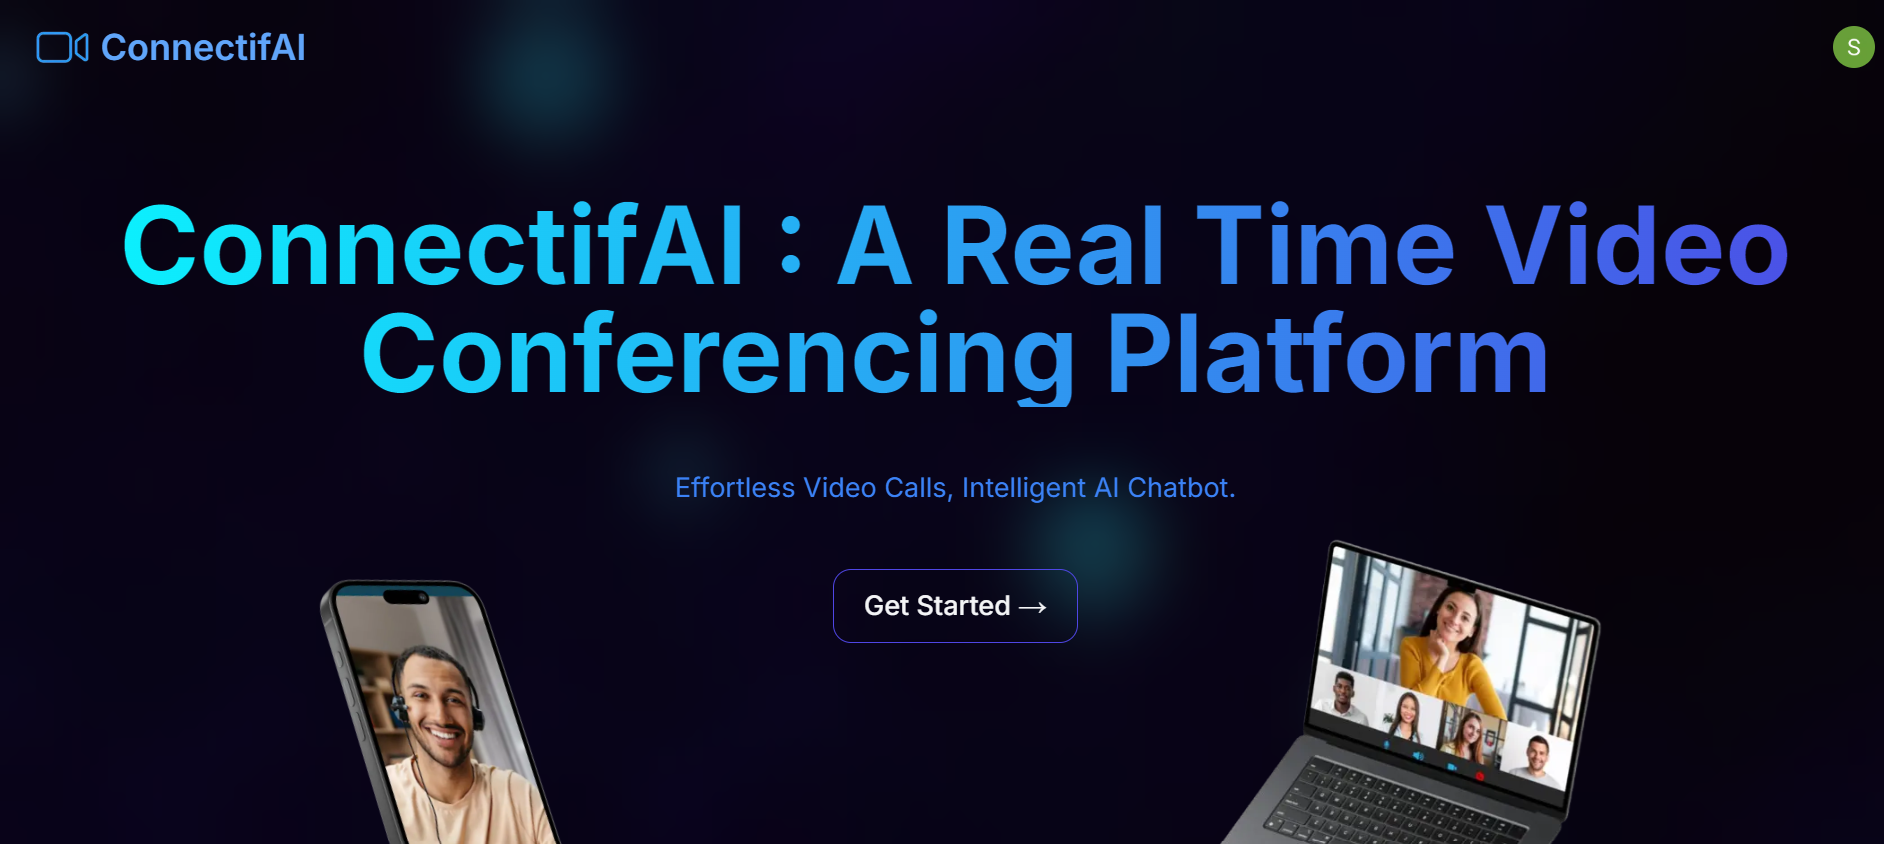 ConnectifAI
S
ConnectifAI : A Real Time Video
Conferencing Platform
Effortless Video Calls, Intelligent AI Chatbot.
Get Started →